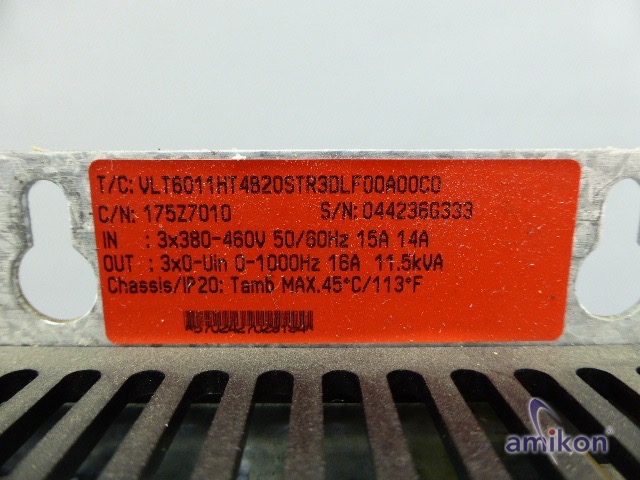 T/C: VLT6011HT4B20STR3DLF00A00C0
C/N: 175Z7010 S/N: 044236G333
IN : 3x380-460V 50/60Hz 15A 14A
OUT : 3x0-Uin 0-1000Hz 16A 11.5kVA
Chassis/IP20: Tamb MAX.45°C/113°F
amikon